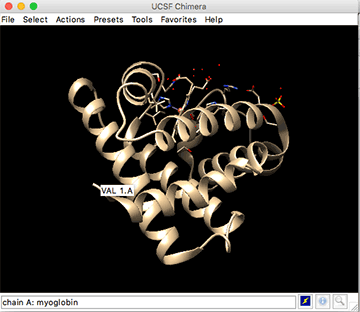 UCSF Chimera
File Select Actions Presets Tools Favorites Help
VAL 1.A
chain A: myoglobin